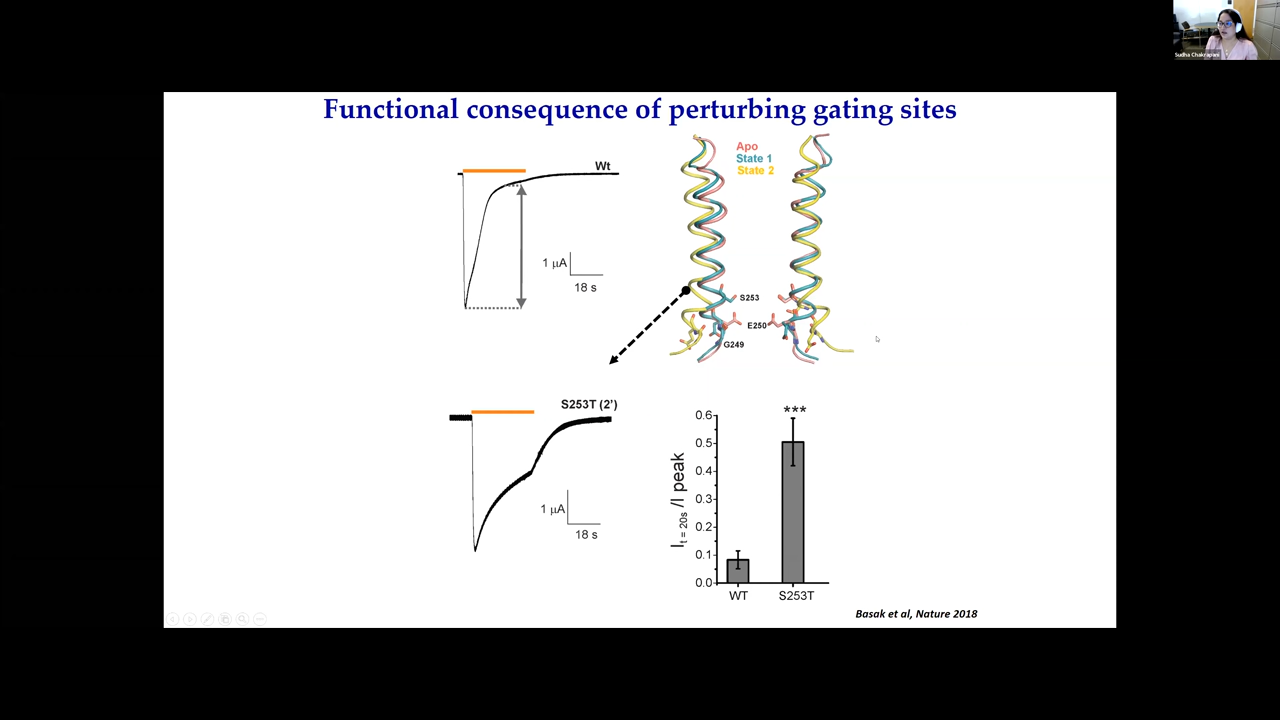 Sudha Chakrapani
Functional consequence of perturbing gating sites
Wt
1 µA
18 s
Apo
State 1
State 2
S253
E250
G249
S253T (2')
1 µA
18 s
***
0.6
0.5
0.4
0.3
0.2
0.1
0.0
I t = 20s /I peak
WT
S253T
Basak et al, Nature 2018